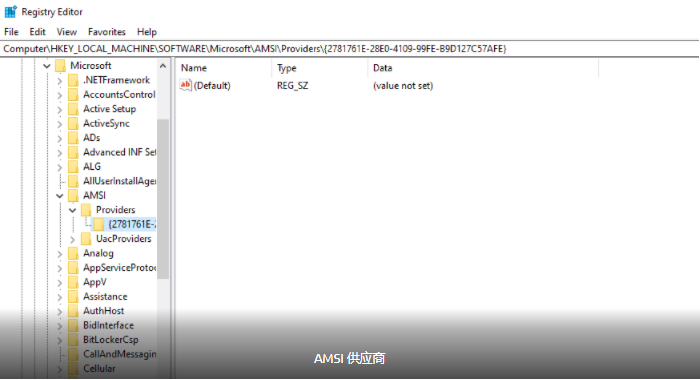 Registry Editor
File Edit View Favorites Help
Computer\HKEY_LOCAL_MACHINE\SOFTWARE\Microsoft\AMSI\Providers\{2781761E-28E0-4109-99FE-B9D127C57AFE}
Microsoft
.NETFramework
AccountsControl
Active Setup
ActiveSync
ADs
Advanced INF Set
ALG
AllUserInstallAge
AMSI
Providers
{2781761E-2
UacProviders
Analog
AppServiceProtoc
AppV
Assistance
AuthHost
BidInterface
BitLockerCsp
CallAndMessagin
Cellular
Name Type Data
ab (Default) REG_SZ (value not set)
AMSI 供应商